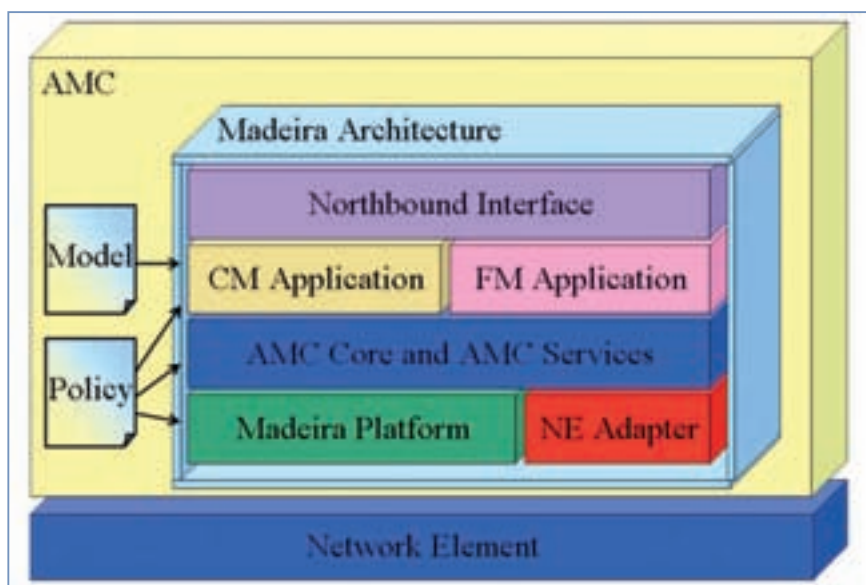 AMC
Madeira Architecture
Northbound Interface
Model
CM Application
FM Application
AMC Core and AMC Services
Policy
Madeira Platform
NE Adapter
Network Element